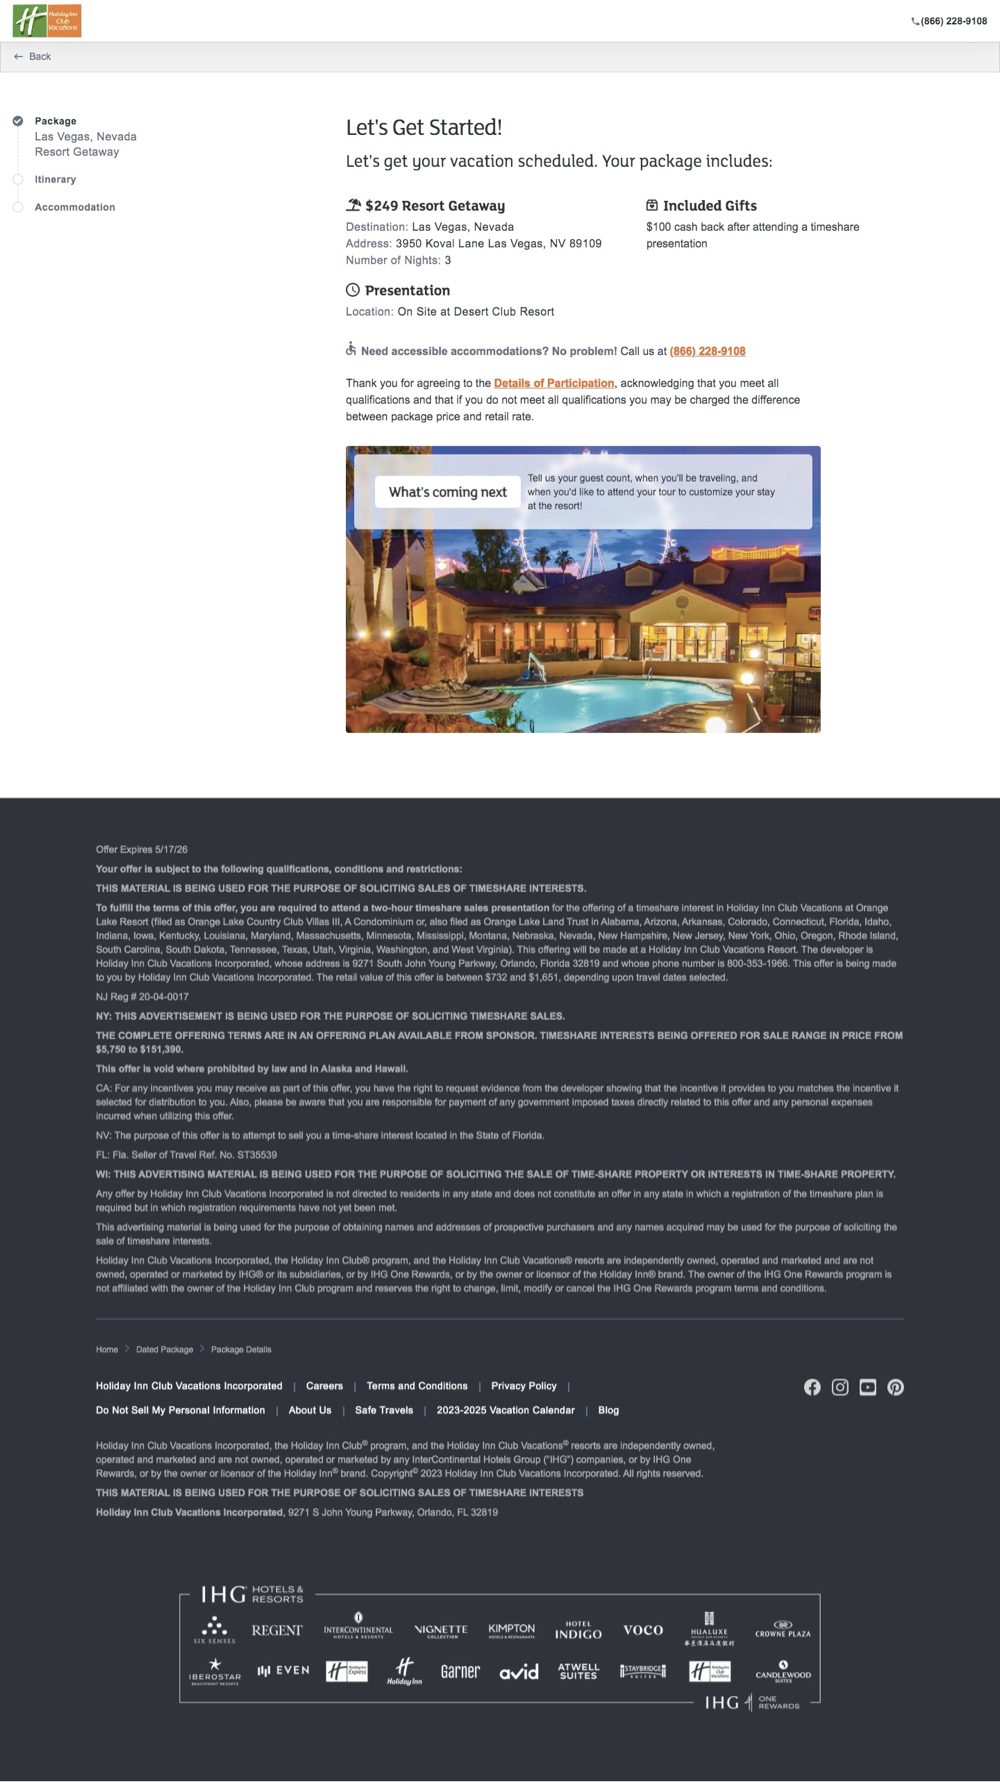 Holiday Inn
Club
Vacations
(866) 228-9108
← Back
Package
Las Vegas, Nevada
Resort Getaway
Itinerary
Accommodation
Let's Get Started!
Let's get your vacation scheduled. Your package includes:
$249 Resort Getaway
Destination: Las Vegas, Nevada
Address: 3950 Koval Lane Las Vegas, NV 89109
Number of Nights: 3
Included Gifts
$100 cash back after attending a timeshare
presentation
Presentation
Location: On Site at Desert Club Resort
Need accessible accommodations? No problem! Call us at (866) 228-9108
Thank you for agreeing to the Details of Participation, acknowledging that you meet all
qualifications and that if you do not meet all qualifications you may be charged the difference
between package price and retail rate.
What's coming next
Tell us your guest count, when you'll be traveling, and
when you'd like to attend your tour to customize your stay
at the resort!
Offer Expires 5/17/26
Your offer is subject to the following qualifications, conditions and restrictions:
THIS MATERIAL IS BEING USED FOR THE PURPOSE OF SOLICITING SALES OF TIMESHARE INTERESTS.
To fulfill the terms of this offer, you are required to attend a two-hour timeshare sales presentation for the offering of a timeshare interest in Holiday Inn Club Vacations at Orange
Lake Resort (filed as Orange Lake Country Club Villas III, A Condominium or, also filed as Orange Lake Land Trust in Alabama, Arizona, Arkansas, Colorado, Connecticut, Florida, Idaho,
Indiana, Iowa, Kentucky, Louisiana, Maryland, Massachusetts, Minnesota, Mississippi, Montana, Nebraska, Nevada, New Hampshire, New Jersey, New York, Ohio, Oregon, Rhode Island,
South Carolina, South Dakota, Tennessee, Texas, Utah, Virginia, Washington, and West Virginia). This offering will be made at a Holiday Inn Club Vacations Resort. The developer is
Holiday Inn Club Vacations Incorporated, whose address is 9271 South John Young Parkway, Orlando, Florida 32819 and whose phone number is 800-353-1966. This offer is being made
to you by Holiday Inn Club Vacations Incorporated. The retail value of this offer is between $732 and $1,651, depending upon travel dates selected.
NJ Reg # 20-04-0017
NY: THIS ADVERTISEMENT IS BEING USED FOR THE PURPOSE OF SOLICITING TIMESHARE SALES.
THE COMPLETE OFFERING TERMS ARE IN AN OFFERING PLAN AVAILABLE FROM SPONSOR. TIMESHARE INTERESTS BEING OFFERED FOR SALE RANGE IN PRICE FROM
$5,750 to $151,390.
This offer is void where prohibited by law and in Alaska and Hawaii.
CA: For any incentives you may receive as part of this offer, you have the right to request evidence from the developer showing that the incentive it provides to you matches the incentive it
selected for distribution to you. Also, please be aware that you are responsible for payment of any government imposed taxes directly related to this offer and any personal expenses
incurred when utilizing this offer.
NV: The purpose of this offer is to attempt to sell you a time-share interest located in the State of Florida.
FL: Fla. Seller of Travel Ref. No. ST35539
WI: THIS ADVERTISING MATERIAL IS BEING USED FOR THE PURPOSE OF SOLICITING THE SALE OF TIME-SHARE PROPERTY OR INTERESTS IN TIME-SHARE PROPERTY.
Any offer by Holiday Inn Club Vacations Incorporated is not directed to residents in any state and does not constitute an offer in any state in which a registration of the timeshare plan is
required but in which registration requirements have not yet been met.
This advertising material is being used for the purpose of obtaining names and addresses of prospective purchasers and any names acquired may be used for the purpose of soliciting the
sale of timeshare interests.
Holiday Inn Club Vacations Incorporated, the Holiday Inn Club® program, and the Holiday Inn Club Vacations® resorts are independently owned, operated and marketed and are not
owned, operated or marketed by IHG® or its subsidiaries, or by IHG One Rewards, or by the owner or licensor of the Holiday Inn® brand. The owner of the IHG One Rewards program is
not affiliated with the owner of the Holiday Inn Club program and reserves the right to change, limit, modify or cancel the IHG One Rewards program terms and conditions.
Home > Dated Package > Package Details
Holiday Inn Club Vacations Incorporated | Careers | Terms and Conditions | Privacy Policy |
Do Not Sell My Personal Information | About Us | Safe Travels | 2023-2025 Vacation Calendar | Blog
Holiday Inn Club Vacations Incorporated, the Holiday Inn Club® program, and the Holiday Inn Club Vacations® resorts are independently owned,
operated and marketed and are not owned, operated or marketed by any InterContinental Hotels Group ("IHG") companies, or by IHG One
Rewards, or by the owner or licensor of the Holiday Inn® brand. Copyright© 2023 Holiday Inn Club Vacations Incorporated. All rights reserved.
THIS MATERIAL IS BEING USED FOR THE PURPOSE OF SOLICITING SALES OF TIMESHARE INTERESTS
Holiday Inn Club Vacations Incorporated, 9271 S John Young Parkway, Orlando, FL 32819
IHG HOTELS & RESORTS
SIX SENSES
REGENT
INTERCONTINENTAL
HOTELS & RESORTS
VIGNETTE
COLLECTION
KIMPTON
HOTELS & RESTAURANTS
HOTEL
INDIGO
VOCO
HUALUXE
CROWNE PLAZA
IBEROSTAR
BEACHFRONT RESORTS
EVEN
Holiday Inn
Express
Holiday Inn
Garner
avid
ATWELL
SUITES
STAYBRIDGE
SUITES
Holiday Inn
Club
Vacations
CANDLEWOOD
SUITES
IHG ONE REWARDS